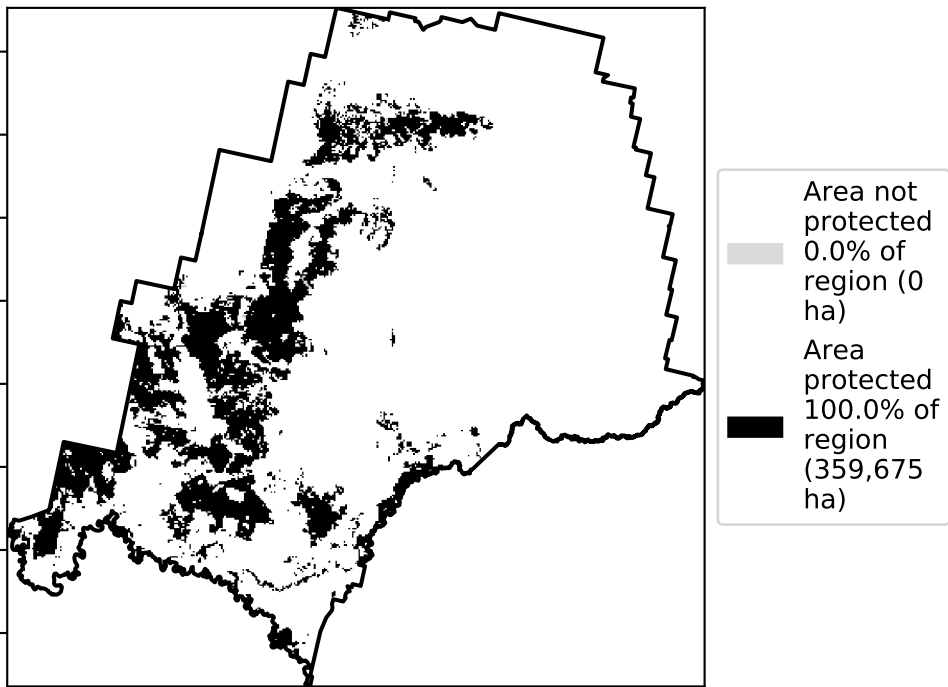 Area not
protected
0.0% of
region (0
ha)
Area
protected
100.0% of
region
(359,675
ha)